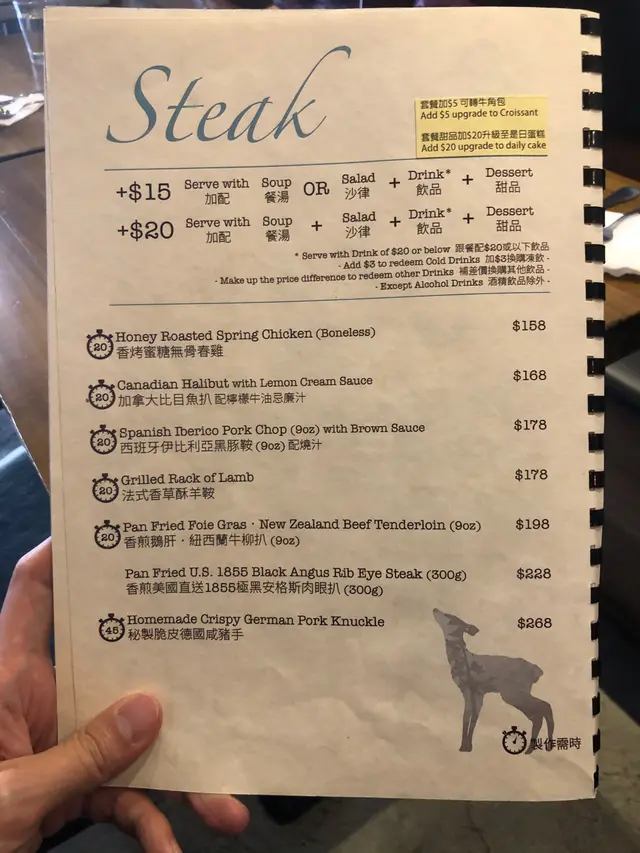 Steak
套餐加$5 可轉牛角包
Add $5 upgrade to Croissant
套餐甜品加$20升級至是日蛋糕
Add $20 upgrade to daily cake
+$15 Serve with Soup OR Salad + Drink* + Dessert
加配 餐湯 沙律 飲品 甜品
+$20 Serve with Soup + Salad + Drink* + Dessert
加配 餐湯 沙律 飲品 甜品
* Serve with Drink of $20 or below 跟餐配$20或以下飲品
- Add $3 to redeem Cold Drinks 加$3換購凍飲 -
- Make up the price difference to redeem other Drinks 補差價換購其他飲品 -
- Except Alcohol Drinks 酒精飲品除外 -
20 Honey Roasted Spring Chicken (Boneless) $158
香烤蜜糖無骨春雞
20 Canadian Halibut with Lemon Cream Sauce $168
加拿大比目魚扒 配檸檬牛油忌廉汁
20 Spanish Iberico Pork Chop (9oz) with Brown Sauce $178
西班牙伊比利亞黑豚鞍 (9oz) 配燒汁
20 Grilled Rack of Lamb $178
法式香草酥羊鞍
20 Pan Fried Foie Gras · New Zealand Beef Tenderloin (9oz) $198
香煎鵝肝 · 紐西蘭牛柳扒 (9oz)
Pan Fried U.S. 1855 Black Angus Rib Eye Steak (300g) $228
香煎美國直送1855極黑安格斯肉眼扒 (300g)
45 Homemade Crispy German Pork Knuckle $268
秘製脆皮德國咸豬手
製作需時